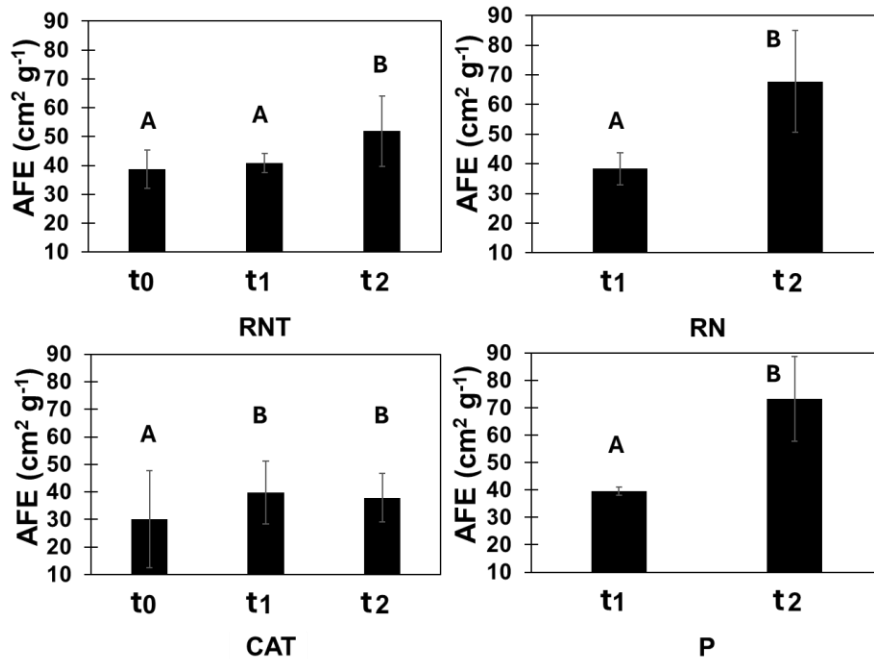 AFE (cm² g⁻¹)
90
80
70
60
50
40
30
20
10
A
A
B
t0
t1
t2
RNT
AFE (cm² g⁻¹)
90
80
70
60
50
40
30
20
10
A
B
t1
t2
RN
AFE (cm² g⁻¹)
90
80
70
60
50
40
30
20
10
A
B
B
t0
t1
t2
CAT
AFE (cm² g⁻¹)
90
80
70
60
50
40
30
20
10
A
B
t1
t2
P